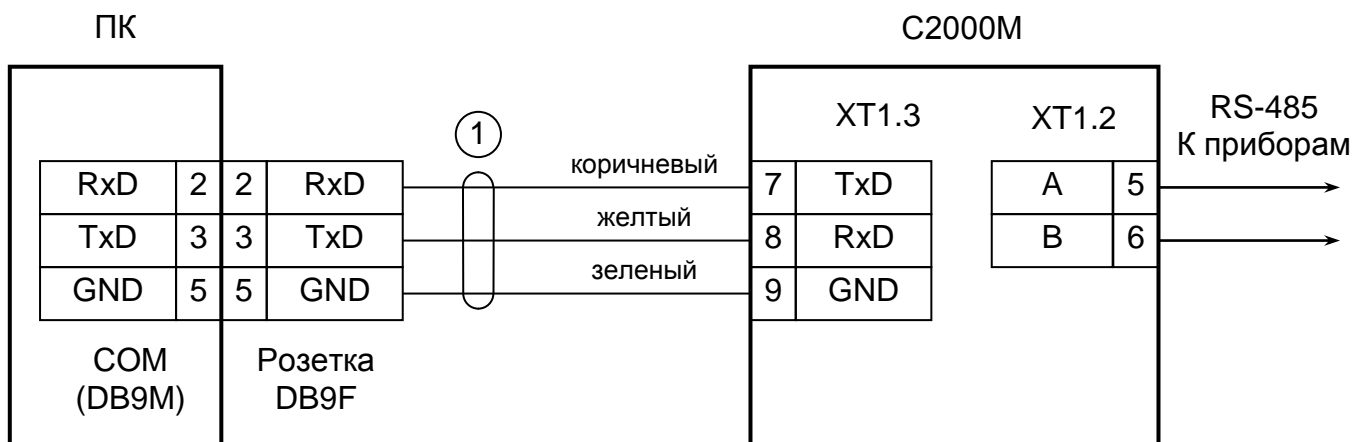 ПК
С2000М
XT1.3
XT1.2
RS-485
К приборам
1
коричневый
RxD 2 2 RxD
7 TxD
A 5
желтый
TxD 3 3 TxD
8 RxD
B 6
зеленый
GND 5 5 GND
9 GND
COM
(DB9M)
Розетка
DB9F